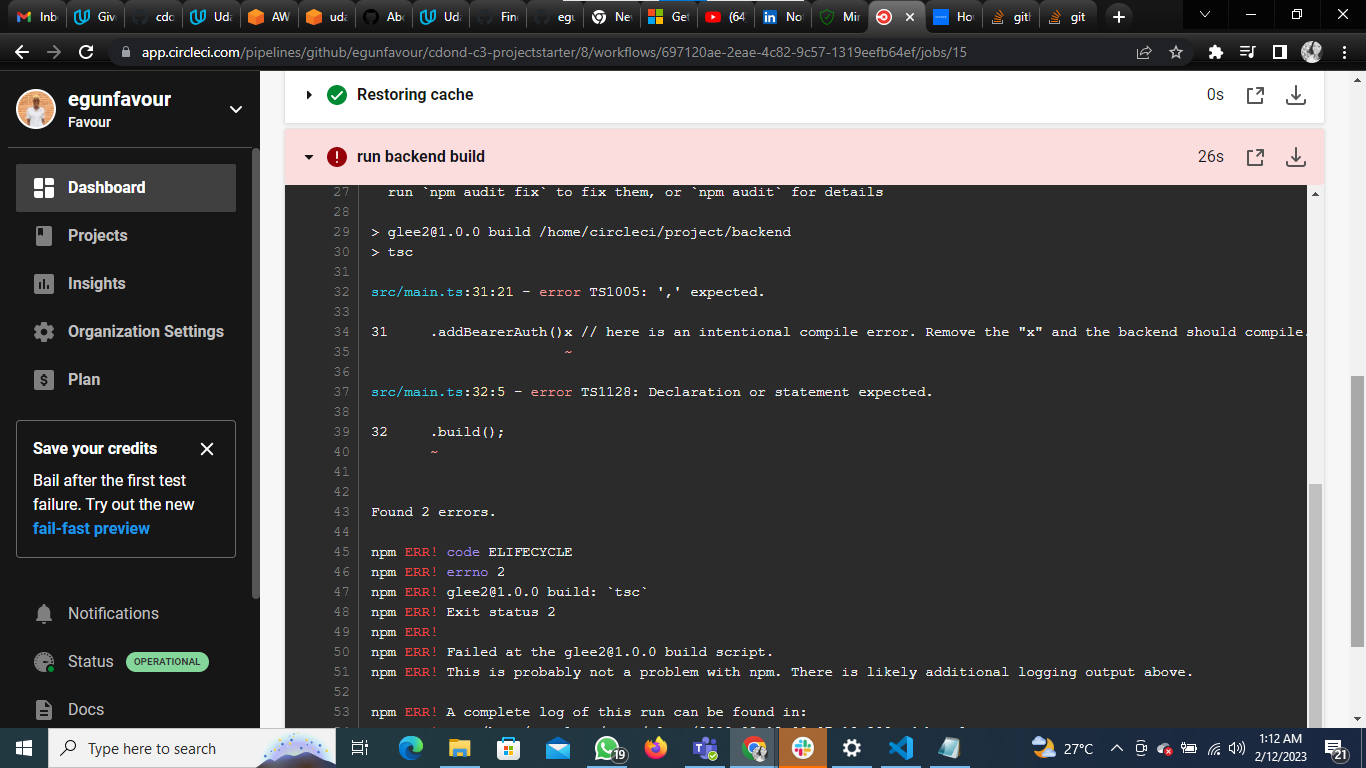 Inb
Giv
cdo
Uda
AW
uda
Abo
Uda
Fin
egu
Ne
Get
(64
No
Mir
Ho
git
git
app.circleci.com/pipelines/github/egunfavour/cdond-c3-projectstarter/8/workflows/697120ae-2eae-4c82-9c57-1319eefb64ef/jobs/15
egunfavour
Favour
Dashboard
Projects
Insights
Organization Settings
Plan
Save your credits
Bail after the first test
failure. Try out the new
fail-fast preview
Notifications
Status OPERATIONAL
Docs
Restoring cache 0s
run backend build 26s
27 run `npm audit fix` to fix them, or `npm audit` for details
28
29 > glee2@1.0.0 build /home/circleci/project/backend
30 > tsc
31
32 src/main.ts:31:21 - error TS1005: ',' expected.
33
34 31 .addBearerAuth()x // here is an intentional compile error. Remove the "x" and the backend should compile.
35 ~
36
37 src/main.ts:32:5 - error TS1128: Declaration or statement expected.
38
39 32 .build();
40 ~
41
42
43 Found 2 errors.
44
45 npm ERR! code ELIFECYCLE
46 npm ERR! errno 2
47 npm ERR! glee2@1.0.0 build: `tsc`
48 npm ERR! Exit status 2
49 npm ERR!
50 npm ERR! Failed at the glee2@1.0.0 build script.
51 npm ERR! This is probably not a problem with npm. There is likely additional logging output above.
52
53 npm ERR! A complete log of this run can be found in:
Type here to search
19
27°C
1:12 AM
2/12/2023
21